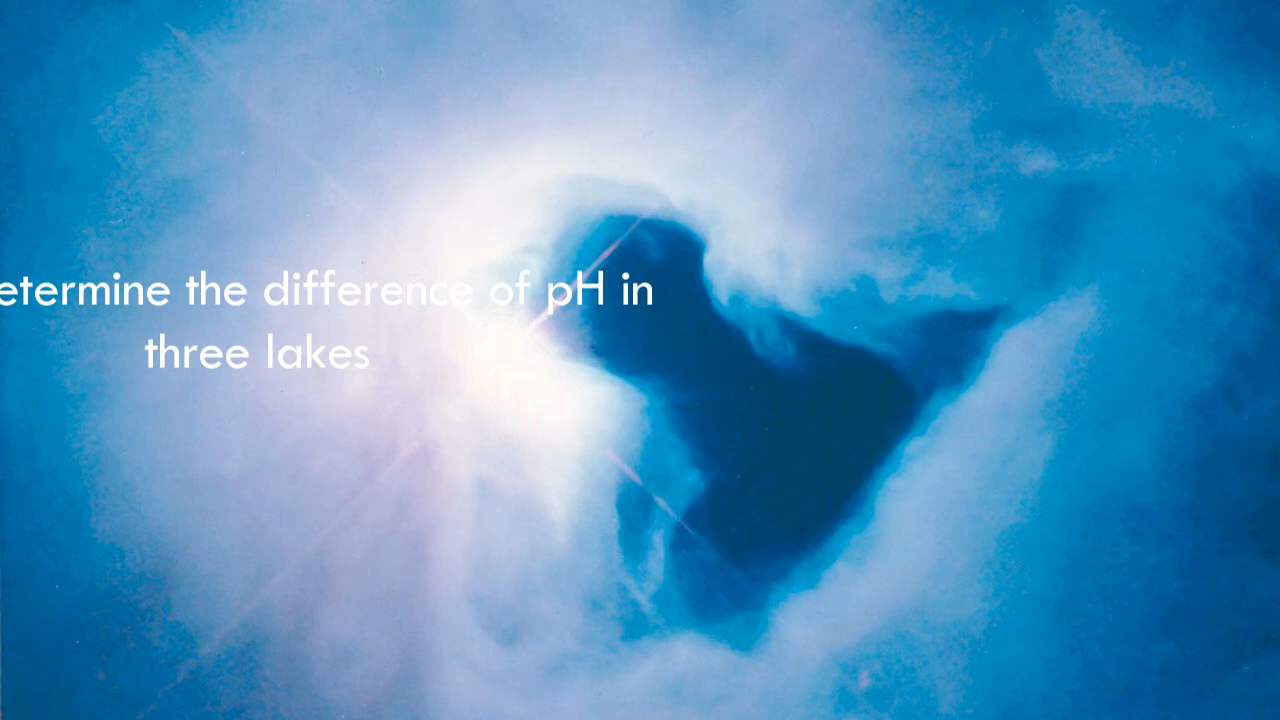 etermine the difference of pH in
three lakes